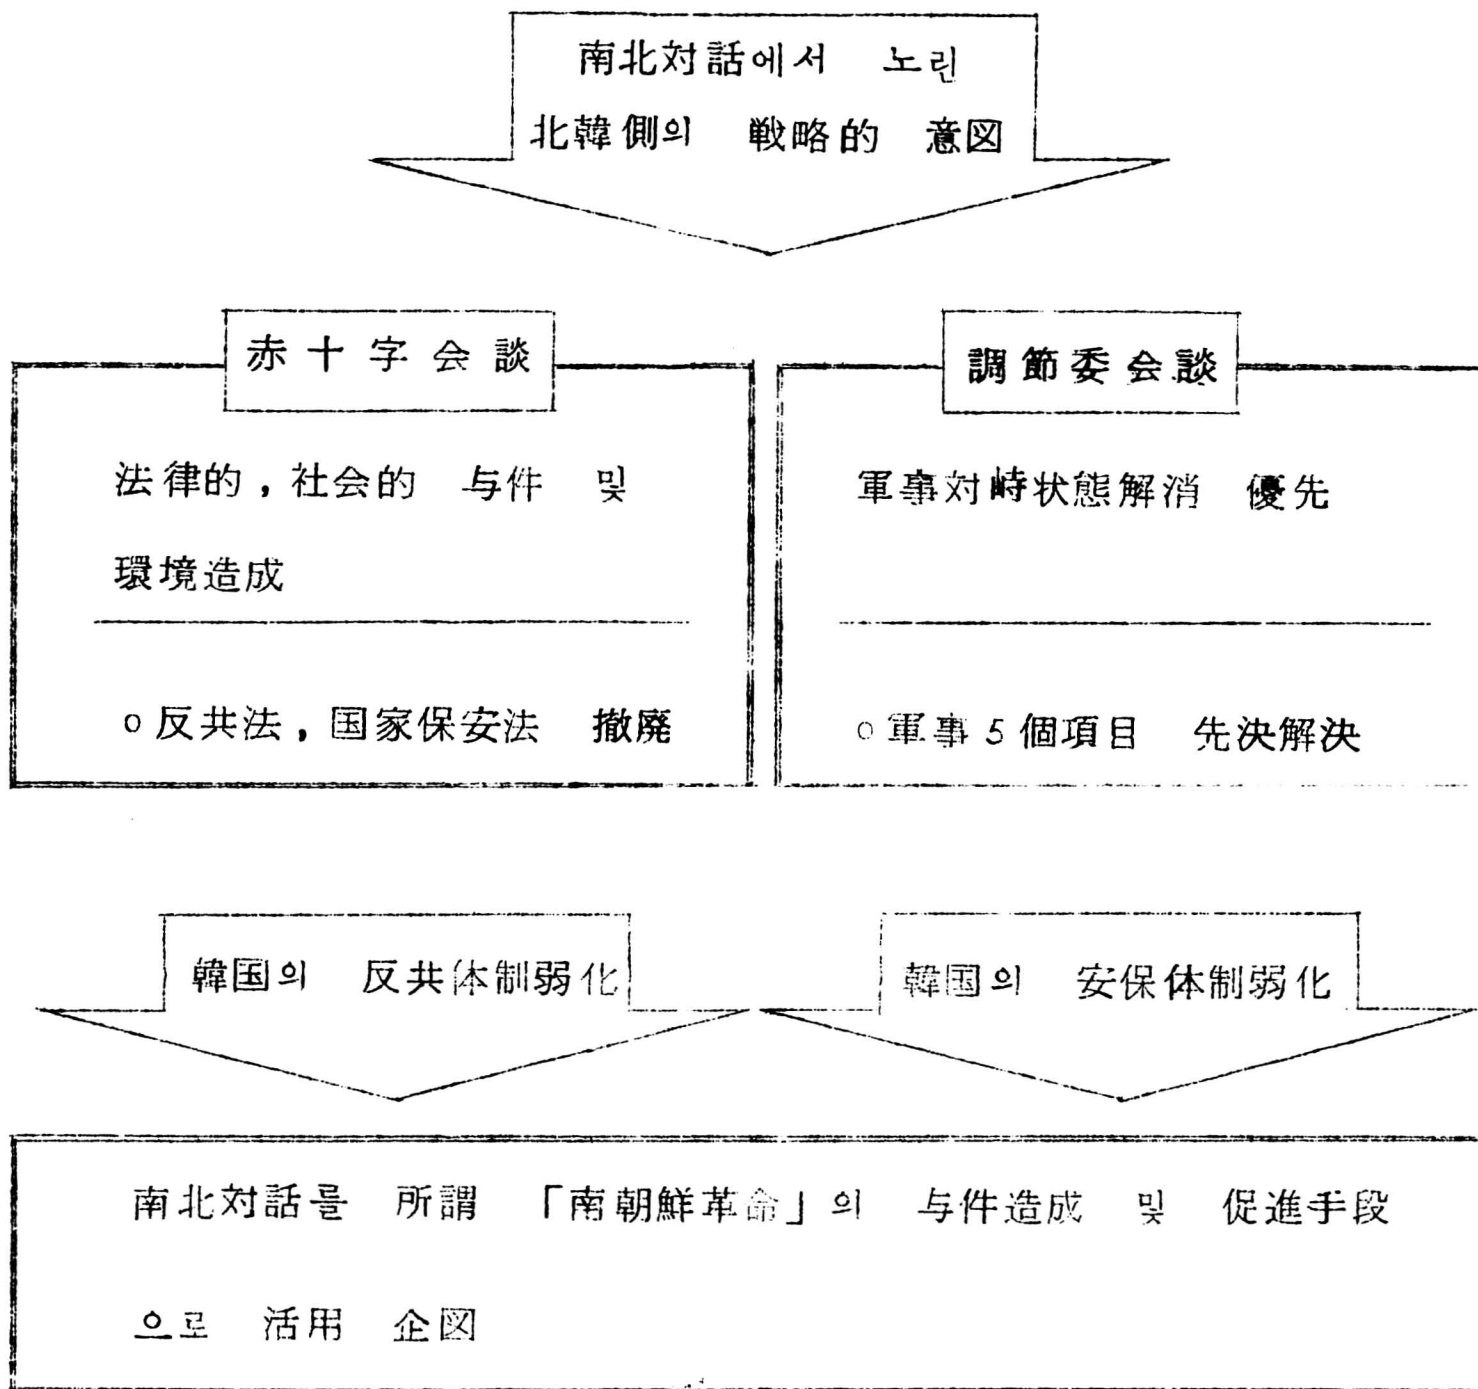 南北対話에서 노린
北韓側의 戦略的 意図
赤十字会談
法律的,社会的 与件 및
環境造成
o反共法,国家保安法 撤廃
調節委会談
軍事対峙状態解消 優先
o軍事5個項目 先決解決
韓国의 反共体制弱化
韓国의 安保体制弱化
南北対話를 所謂 「南朝鮮革命」의 与件造成 및 促進手段
으로 活用 企図